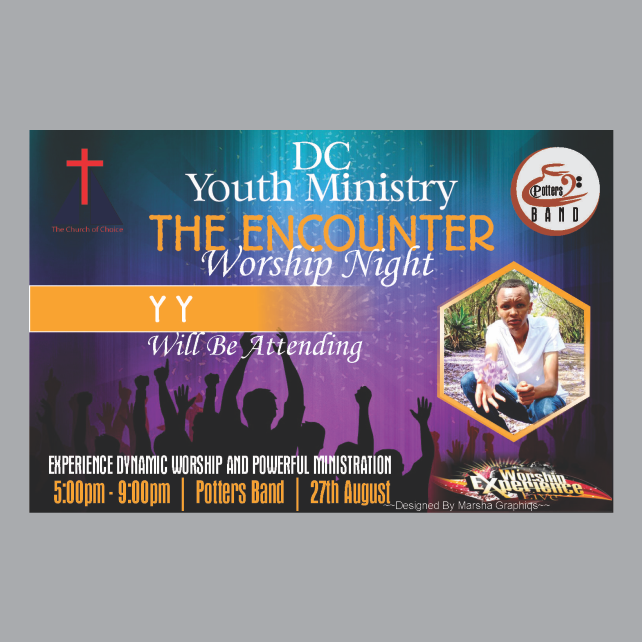 The Church of Choice
DC
Youth Ministry
THE ENCOUNTER
Worship Night
Potters
BAND
Y Y
Will Be Attending
EXPERIENCE DYNAMIC WORSHIP AND POWERFUL MINISTRATION
5:00pm - 9:00pm | Potters Band | 27th August
Worship
EXperience
LIVE
~~Designed By Marsha Graphiqs~~